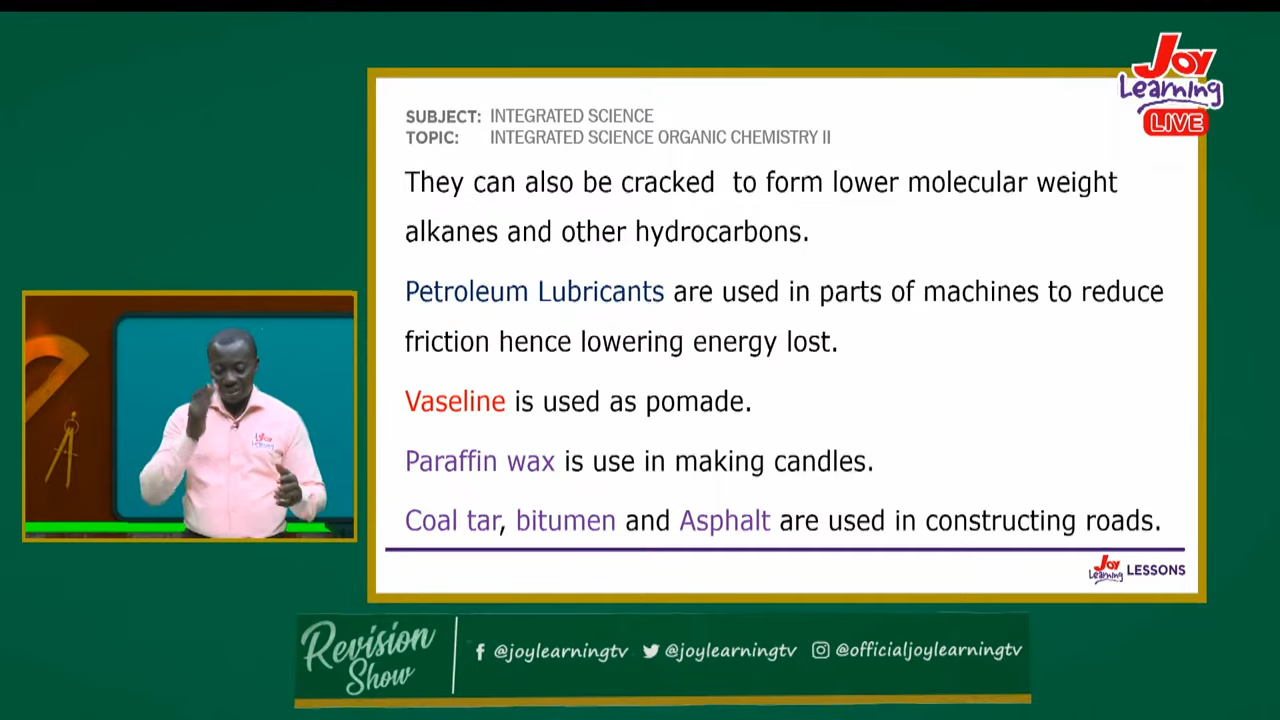 Joy
Learning
LIVE
SUBJECT: INTEGRATED SCIENCE
TOPIC: INTEGRATED SCIENCE ORGANIC CHEMISTRY II
They can also be cracked to form lower molecular weight
alkanes and other hydrocarbons.
Petroleum Lubricants are used in parts of machines to reduce
friction hence lowering energy lost.
Vaseline is used as pomade.
Paraffin wax is use in making candles.
Coal tar, bitumen and Asphalt are used in constructing roads.
Joy
Learning LESSONS
Joy
Learning
Revision
Show
@joylearningtv @joylearningtv @officialjoylearningtv